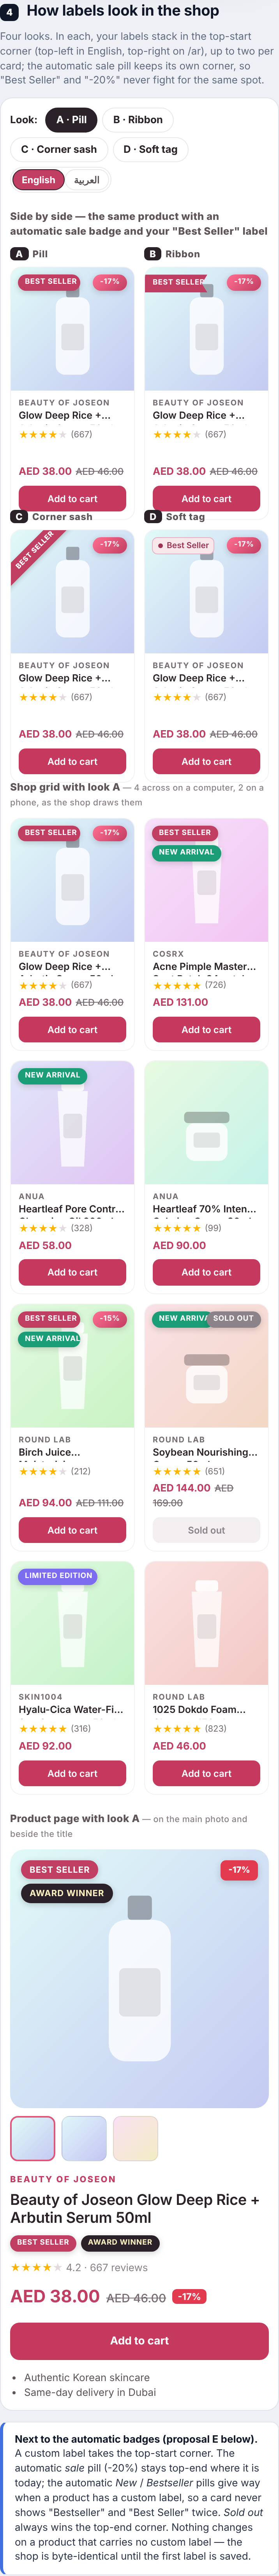 4 How labels look in the shop
Four looks. In each, your labels stack in the top-start
corner (top-left in English, top-right on /ar), up to two per
card; the automatic sale pill keeps its own corner, so
"Best Seller" and "-20%" never fight for the same spot.
Look: A · Pill B · Ribbon
C · Corner sash D · Soft tag
English العربية
Side by side — the same product with an
automatic sale badge and your "Best Seller" label
A Pill B Ribbon
BEST SELLER -17% BEST SELLER -17%
BEAUTY OF JOSEON BEAUTY OF JOSEON
Glow Deep Rice +... Glow Deep Rice +...
★★★★★ (667) ★★★★★ (667)
AED 38.00 AED 46.00 AED 38.00 AED 46.00
Add to cart Add to cart
C Corner sash D Soft tag
BEST SELLER -17% Best Seller -17%
BEAUTY OF JOSEON BEAUTY OF JOSEON
Glow Deep Rice +... Glow Deep Rice +...
★★★★★ (667) ★★★★★ (667)
AED 38.00 AED 46.00 AED 38.00 AED 46.00
Add to cart Add to cart
Shop grid with look A — 4 across on a computer, 2 on a
phone, as the shop draws them
BEST SELLER -17% BEST SELLER
NEW ARRIVAL
BEAUTY OF JOSEON COSRX
Glow Deep Rice +... Acne Pimple Master...
★★★★★ (667) ★★★★★ (726)
AED 38.00 AED 46.00 AED 131.00
Add to cart Add to cart
NEW ARRIVAL
ANUA ANUA
Heartleaf Pore Contr... Heartleaf 70% Inten...
★★★★★ (328) ★★★★★ (99)
AED 58.00 AED 90.00
Add to cart Add to cart
BEST SELLER -15% NEW ARRIVA SOLD OUT
NEW ARRIVAL
ROUND LAB ROUND LAB
Birch Juice... Soybean Nourishing...
★★★★★ (212) ★★★★★ (651)
AED 94.00 AED 111.00 AED 144.00 AED
169.00
Add to cart Sold out
LIMITED EDITION
SKIN1004 ROUND LAB
Hyalu-Cica Water-Fi... 1025 Dokdo Foam...
★★★★★ (316) ★★★★★ (823)
AED 92.00 AED 46.00
Add to cart Add to cart
Product page with look A — on the main photo and
beside the title
BEST SELLER -17%
AWARD WINNER
BEAUTY OF JOSEON
Beauty of Joseon Glow Deep Rice +
Arbutin Serum 50ml
BEST SELLER AWARD WINNER
★★★★★ 4.2 · 667 reviews
AED 38.00 AED 46.00 -17%
Add to cart
• Authentic Korean skincare
• Same-day delivery in Dubai
Next to the automatic badges (proposal E below).
A custom label takes the top-start corner. The
automatic sale pill (-20%) stays top-end where it is
today; the automatic New / Bestseller pills give way
when a product has a custom label, so a card never
shows "Bestseller" and "Best Seller" twice. Sold out
always wins the top-end corner. Nothing changes
on a product that carries no custom label — the
shop is byte-identical until the first label is saved.